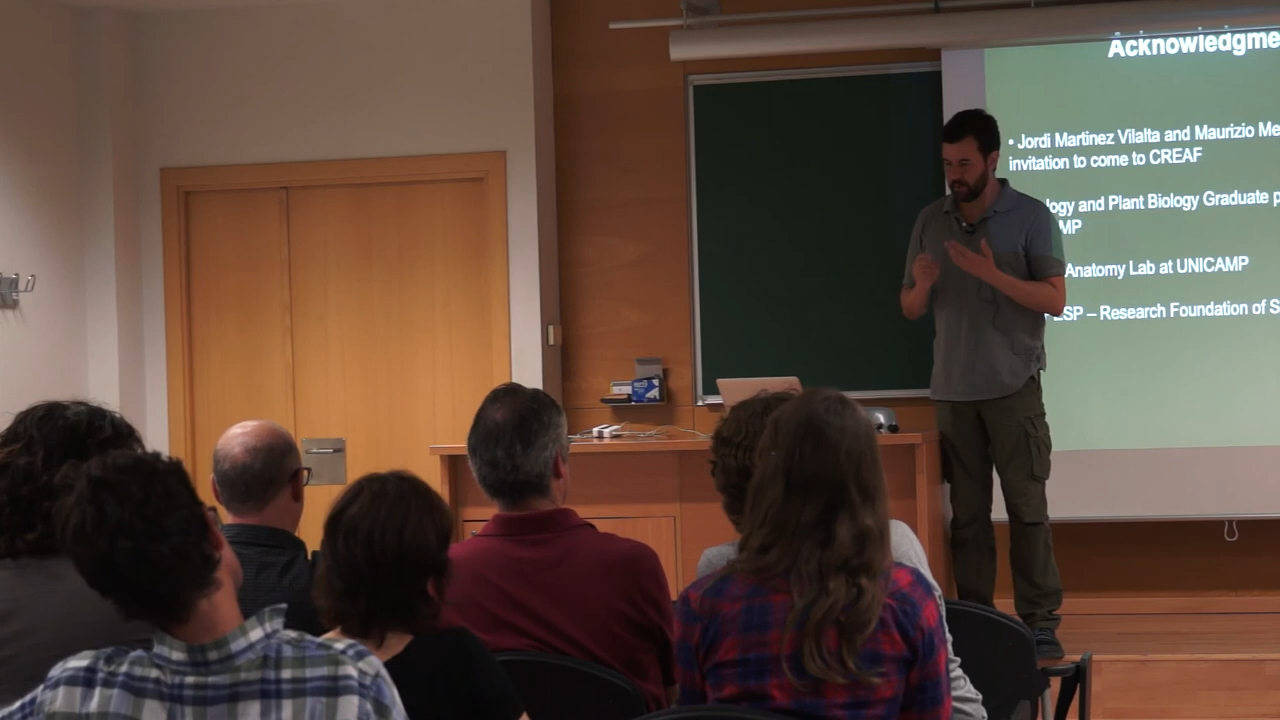 Acknowledgme
• Jordi Martinez Vilalta and Maurizio Me
invitation to come to CREAF
logy and Plant Biology Graduate p
MP
Anatomy Lab at UNICAMP
ESP – Research Foundation of S